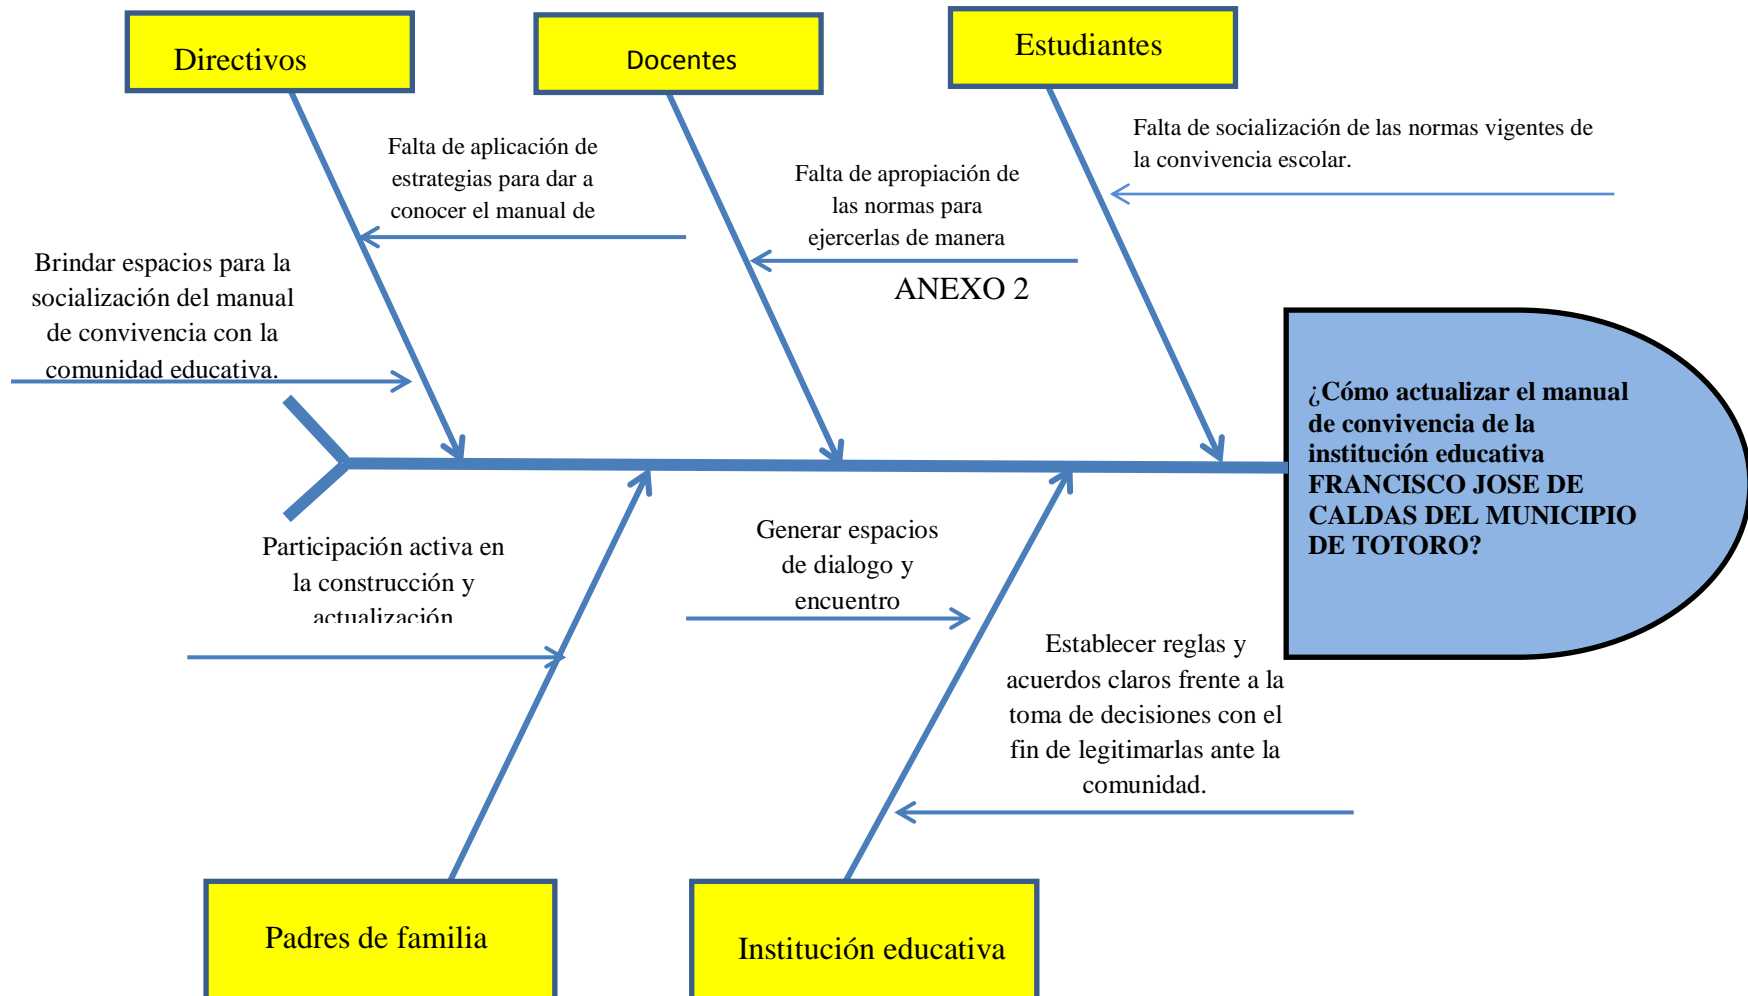 Directivos
Docentes
Estudiantes
Falta de aplicación de
estrategias para dar a
conocer el manual de
Falta de apropiación de
las normas para
ejercerlas de manera
Falta de socialización de las normas vigentes de
la convivencia escolar.
Brindar espacios para la
socialización del manual
de convivencia con la
comunidad educativa.
ANEXO 2
¿Cómo actualizar el manual
de convivencia de la
institución educativa
FRANCISCO JOSE DE
CALDAS DEL MUNICIPIO
DE TOTORO?
Participación activa en
la construcción y
actualización
Generar espacios
de dialogo y
encuentro
Establecer reglas y
acuerdos claros frente a la
toma de decisiones con el
fin de legitimarlas ante la
comunidad.
Padres de familia
Institución educativa